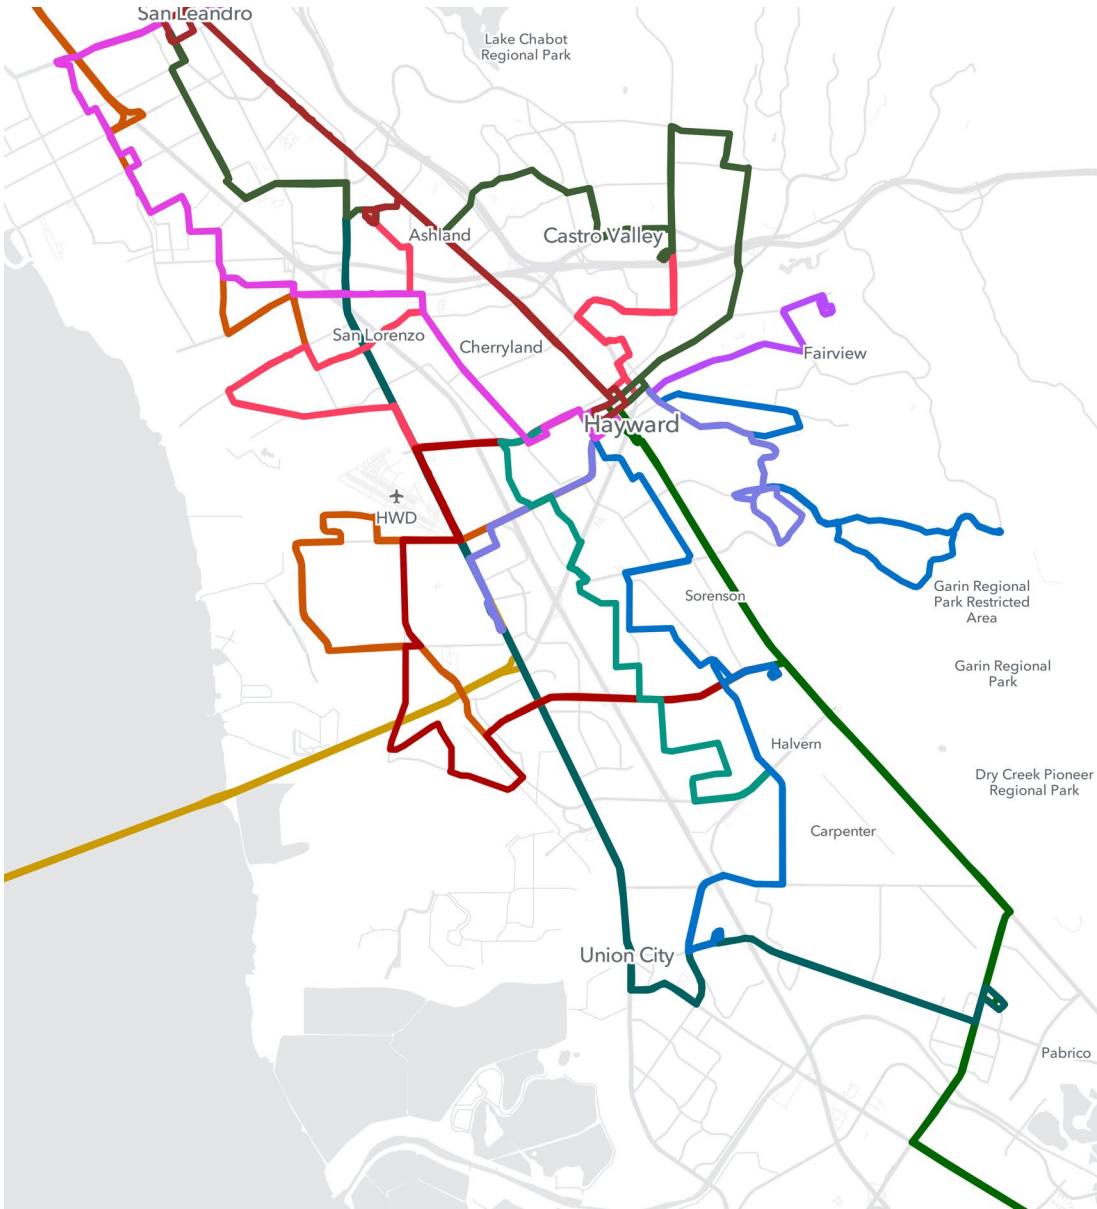 San Leandro
Lake Chabot
Regional Park
Ashland
Castro Valley
San Lorenzo
Cherryland
Fairview
Hayward
HWD
Sorenson
Garin Regional
Park Restricted
Area
Garin Regional
Park
Halvern
Dry Creek Pioneer
Regional Park
Carpenter
Union City
Pabrico